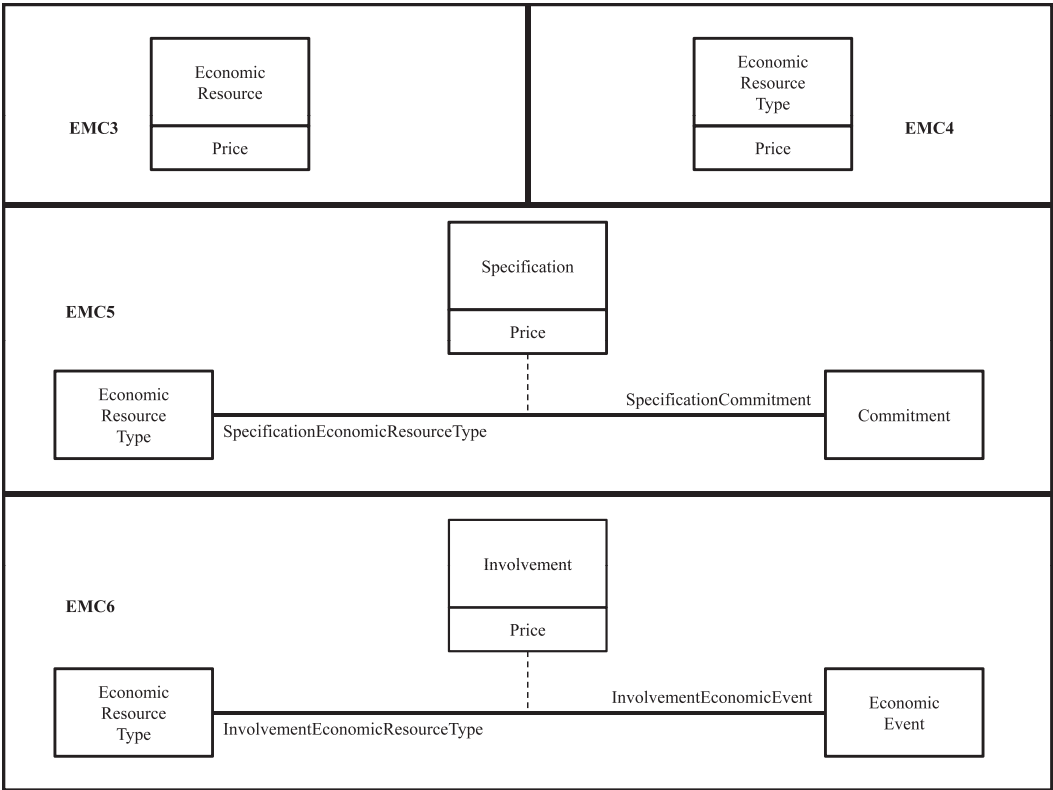 Economic
Resource
EMC3
Price
Economic
Resource
Type
EMC4
Price
Specification
EMC5
Price
Economic
Resource
Type
SpecificationCommitment
Commitment
SpecificationEconomicResourceType
Involvement
EMC6
Price
Economic
Resource
Type
InvolvementEconomicEvent
Economic
Event
InvolvementEconomicResourceType